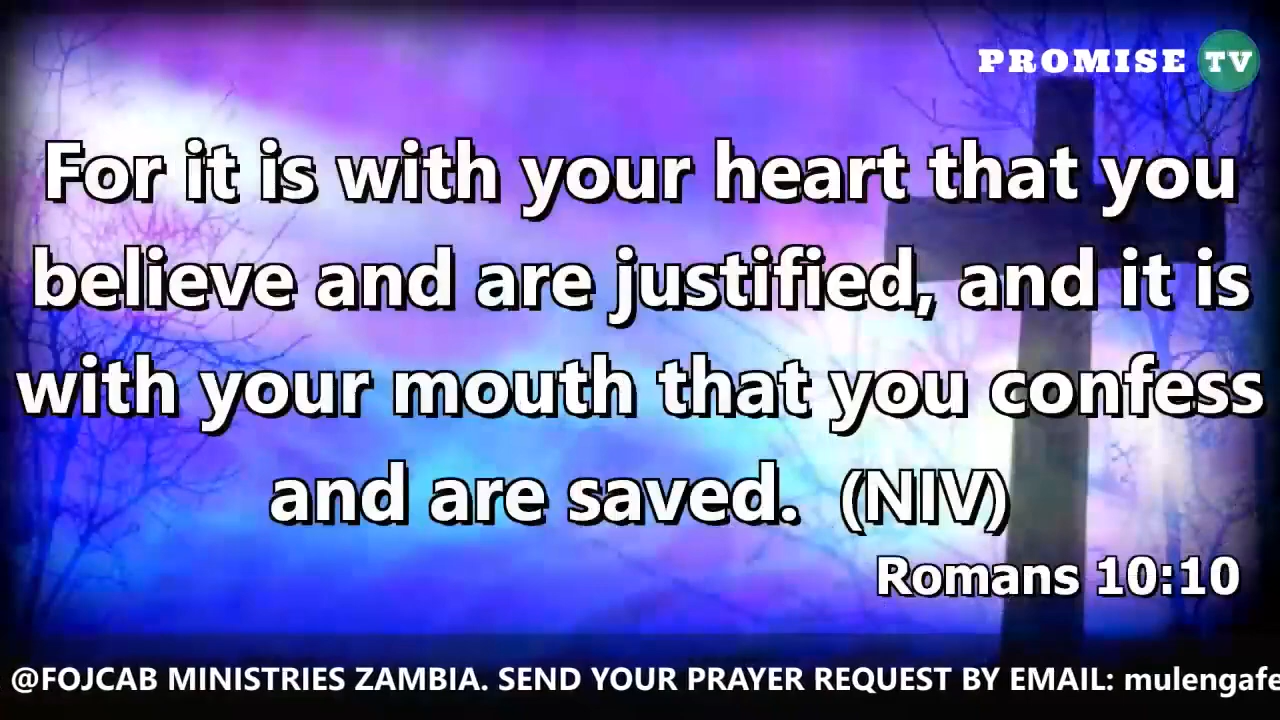 PROMISE TV
For it is with your heart that you
believe and are justified, and it is
with your mouth that you confess
and are saved. (NIV)
Romans 10:10
@FOJCAB MINISTRIES ZAMBIA. SEND YOUR PRAYER REQUEST BY EMAIL: